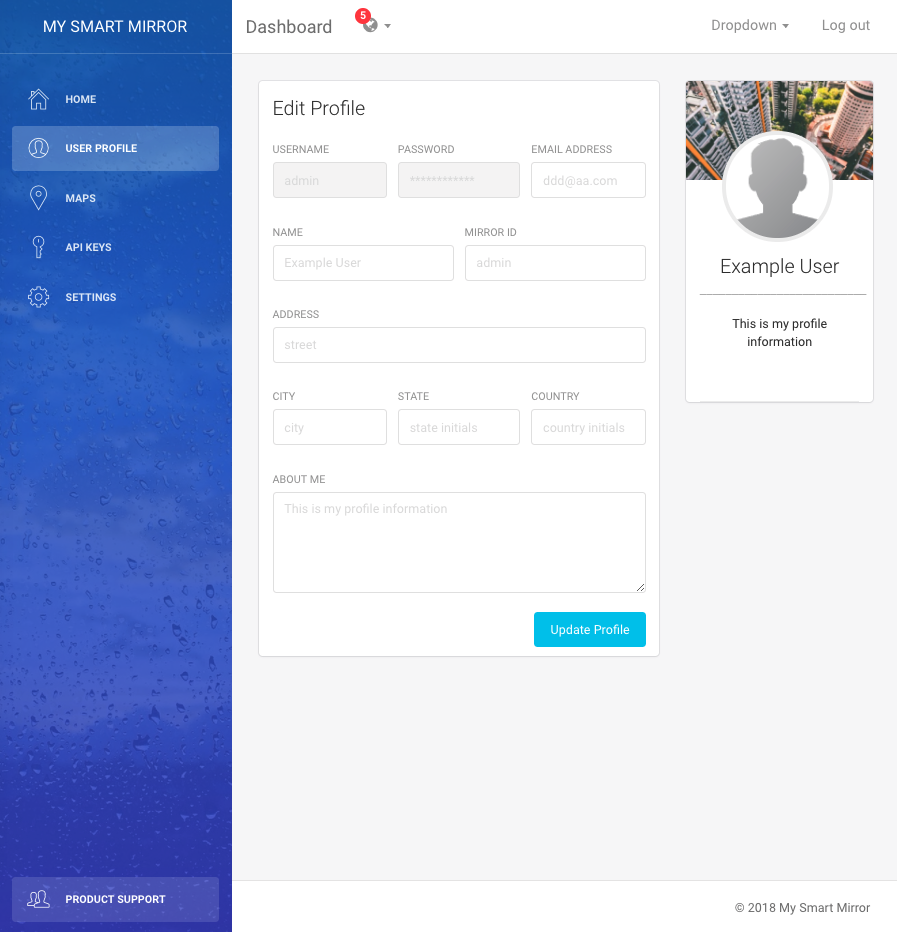 MY SMART MIRROR
HOME
USER PROFILE
MAPS
API KEYS
SETTINGS
PRODUCT SUPPORT
Dashboard
5
Dropdown
Log out
Edit Profile
USERNAME PASSWORD EMAIL ADDRESS
admin ************ ddd@aa.com
NAME MIRROR ID
Example User admin
ADDRESS
street
CITY STATE COUNTRY
city state initials country initials
ABOUT ME
This is my profile information
Update Profile
Example User
This is my profile
information
© 2018 My Smart Mirror